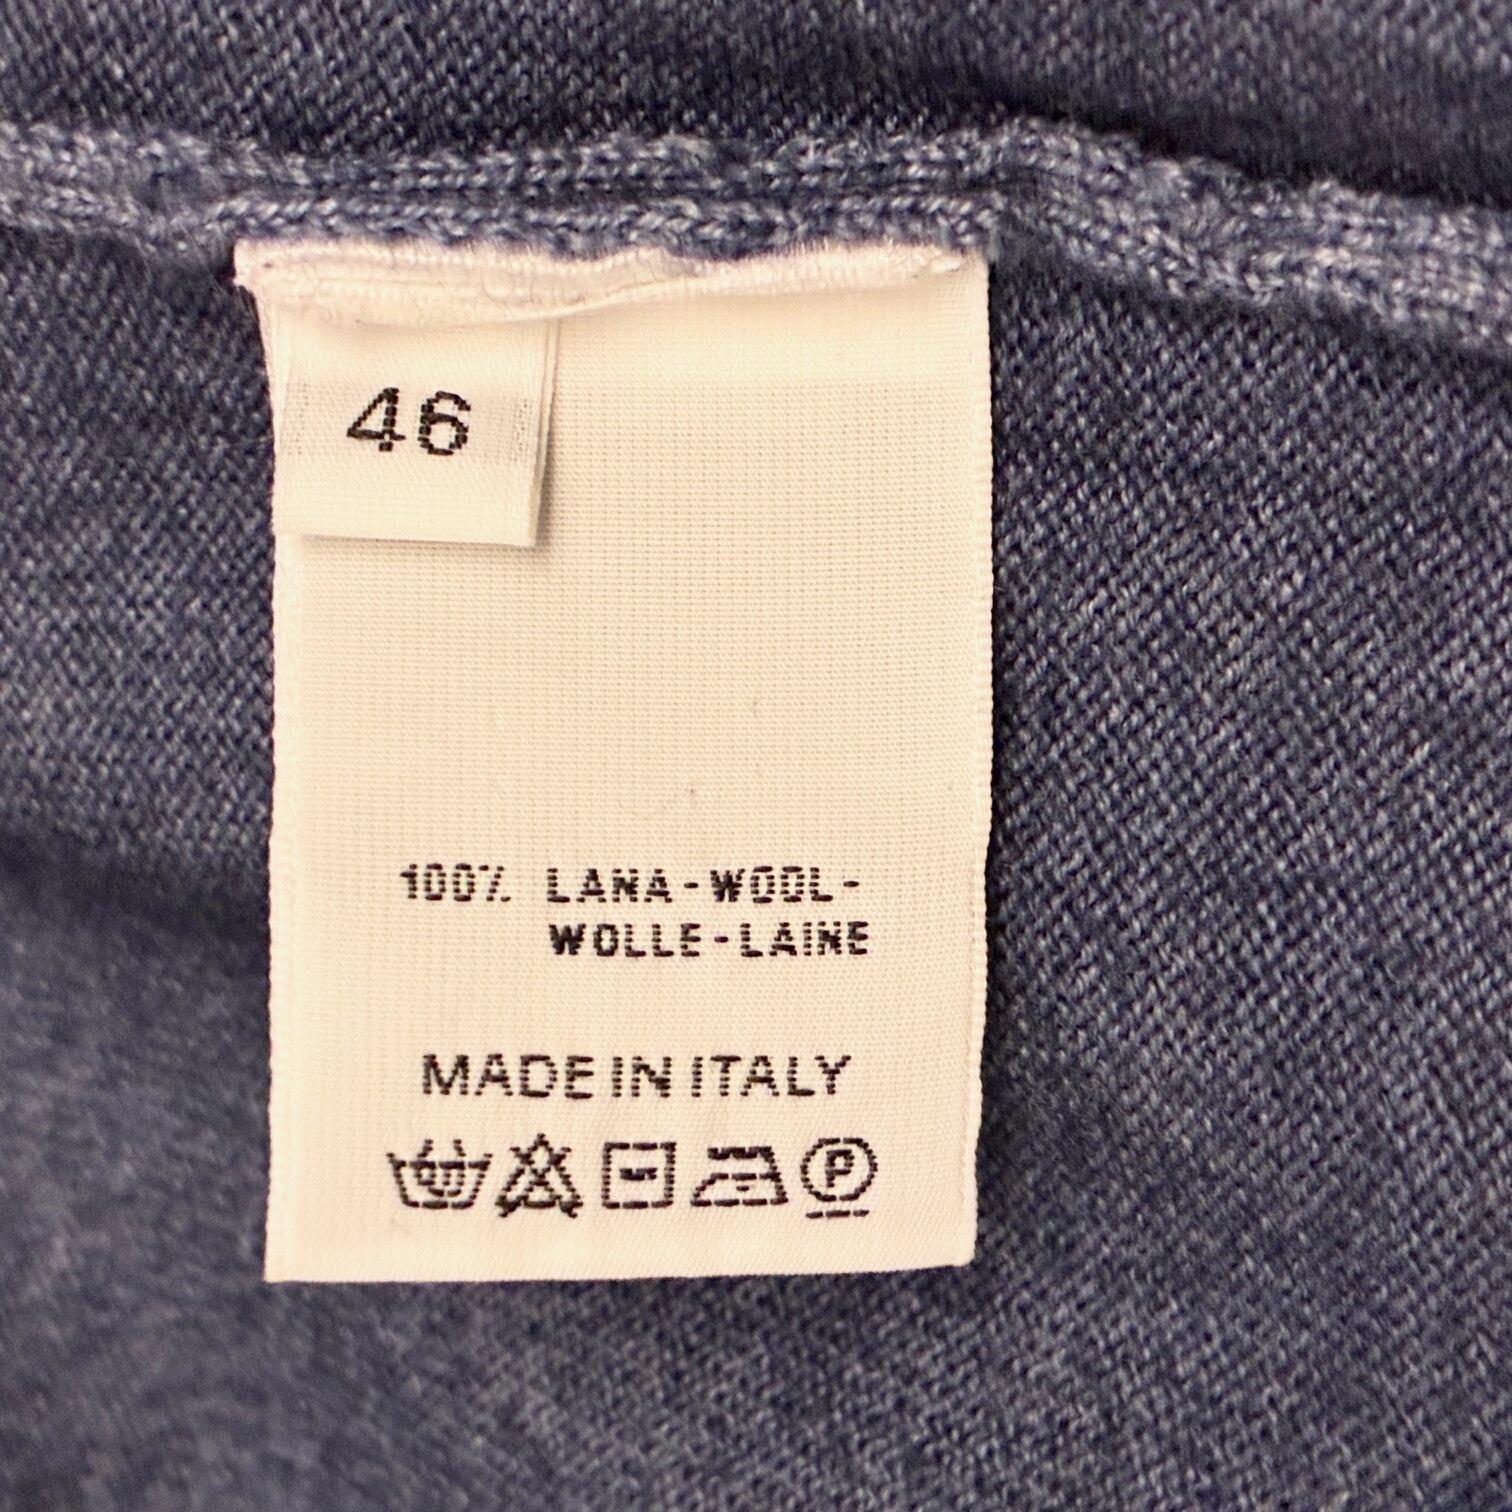 46
100% LANA-WOOL-
WOLLE-LAINE
MADE IN ITALY
P